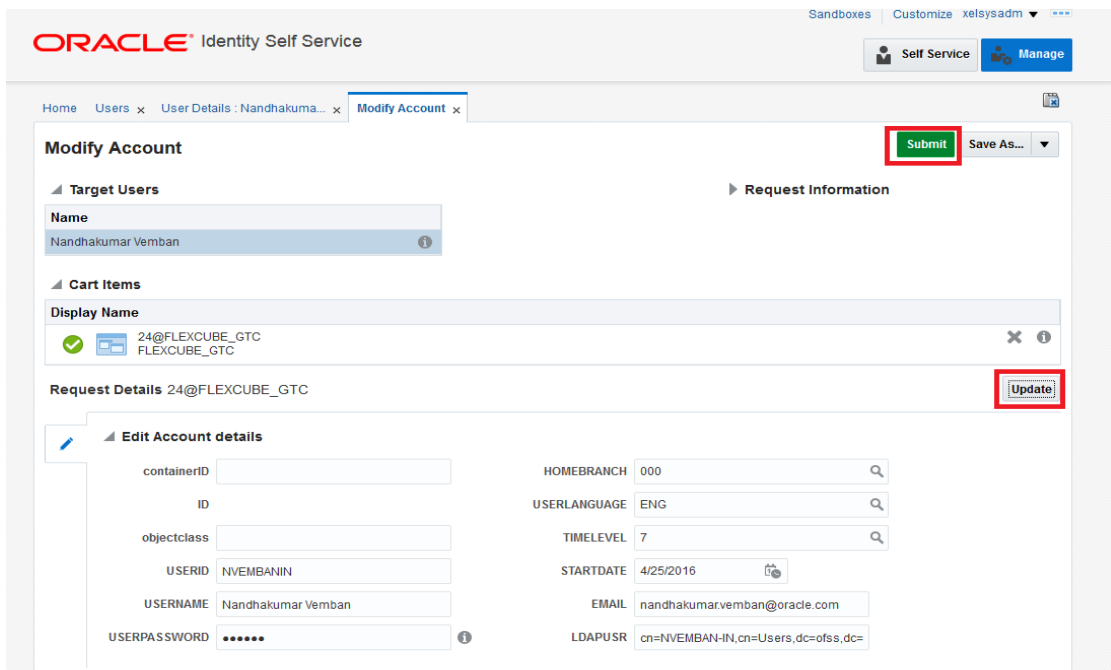 Sandboxes Customize xelsysadm
ORACLE Identity Self Service
Self Service Manage
Home Users x User Details : Nandhakuma... x Modify Account x
Modify Account
Submit Save As...
Target Users
Request Information
Name
Nandhakumar Vemban
Cart Items
Display Name
24@FLEXCUBE_GTC
FLEXCUBE_GTC
Request Details 24@FLEXCUBE_GTC
Update
Edit Account details
containerID
HOMEBRANCH 000
ID
USERLANGUAGE ENG
objectclass
TIMELEVEL 7
USERID NVEMBANIN
STARTDATE 4/25/2016
USERNAME Nandhakumar Vemban
EMAIL nandhakumar.vemban@oracle.com
USERPASSWORD ••••••
LDAPUSR cn=NVEMBAN-IN,cn=Users,dc=ofss,dc=